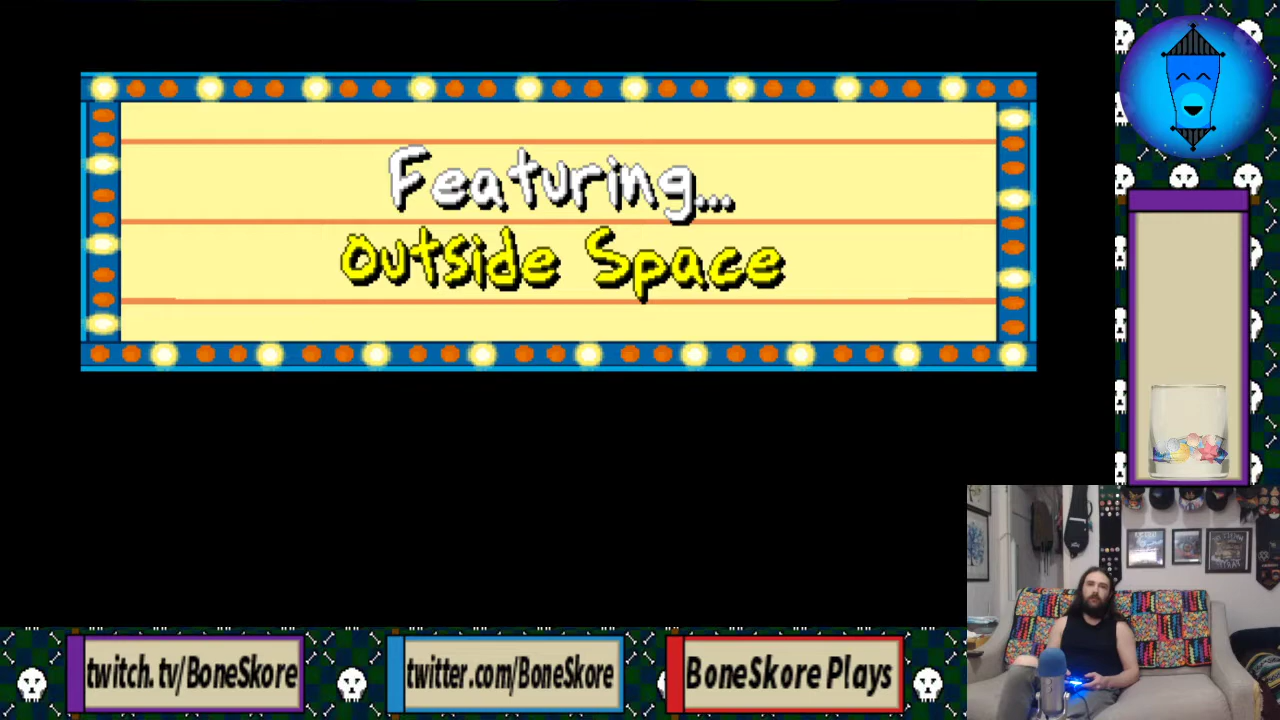 Featuring...
Outside Space
twitch.tv/BoneSkore
twitter.com/BoneSkore
BoneSkore Plays